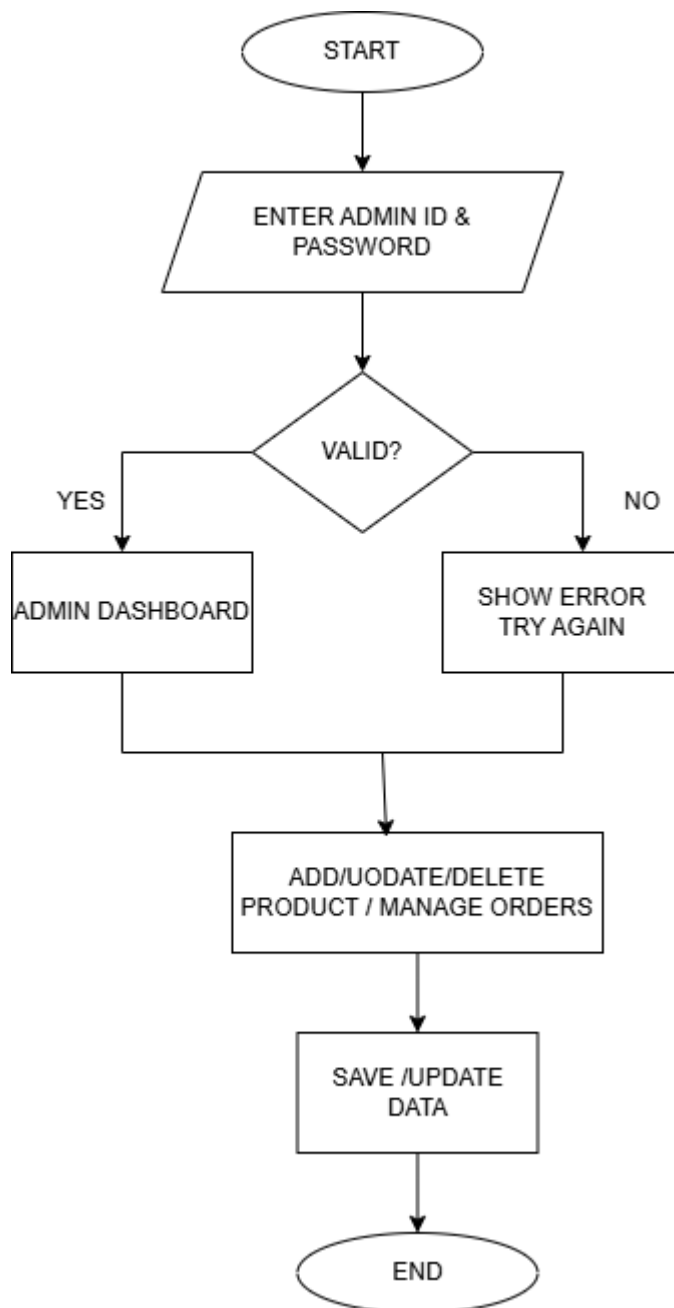 START
ENTER ADMIN ID &
PASSWORD
VALID?
YES
NO
ADMIN DASHBOARD
SHOW ERROR
TRY AGAIN
ADD/UODATE/DELETE
PRODUCT / MANAGE ORDERS
SAVE /UPDATE
DATA
END